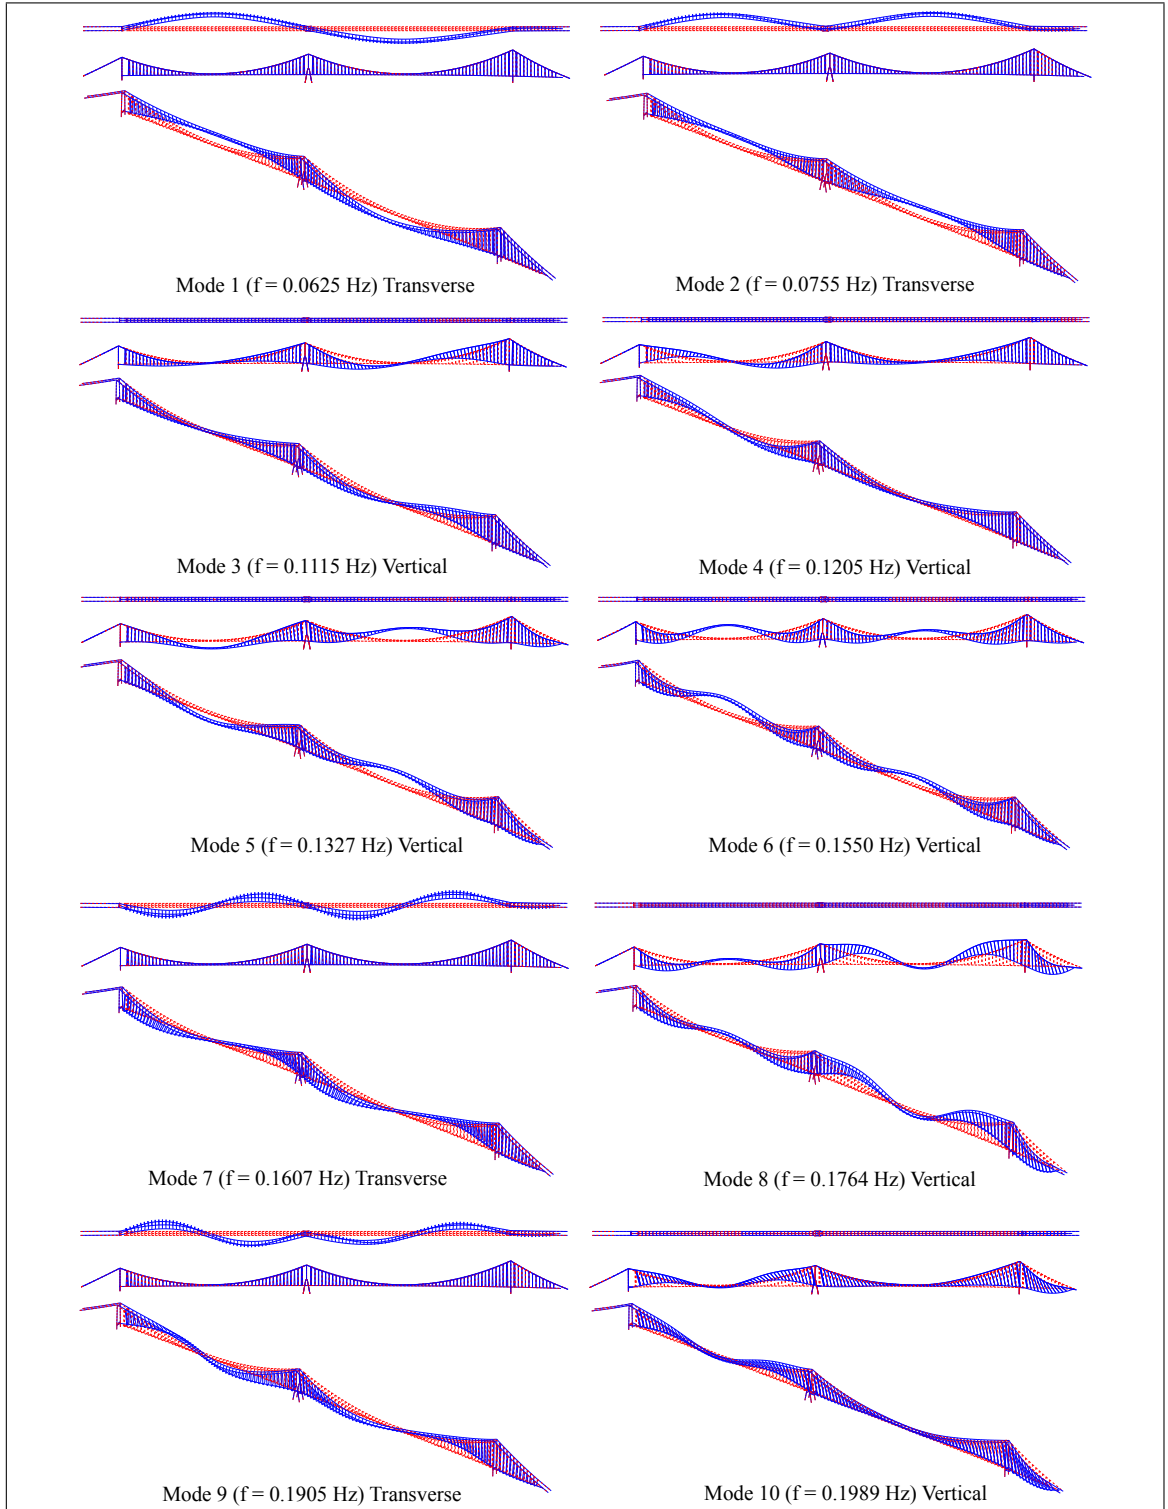 Mode 1 (f = 0.0625 Hz) Transverse
Mode 2 (f = 0.0755 Hz) Transverse
Mode 3 (f = 0.1115 Hz) Vertical
Mode 4 (f = 0.1205 Hz) Vertical
Mode 5 (f = 0.1327 Hz) Vertical
Mode 6 (f = 0.1550 Hz) Vertical
Mode 7 (f = 0.1607 Hz) Transverse
Mode 8 (f = 0.1764 Hz) Vertical
Mode 9 (f = 0.1905 Hz) Transverse
Mode 10 (f = 0.1989 Hz) Vertical